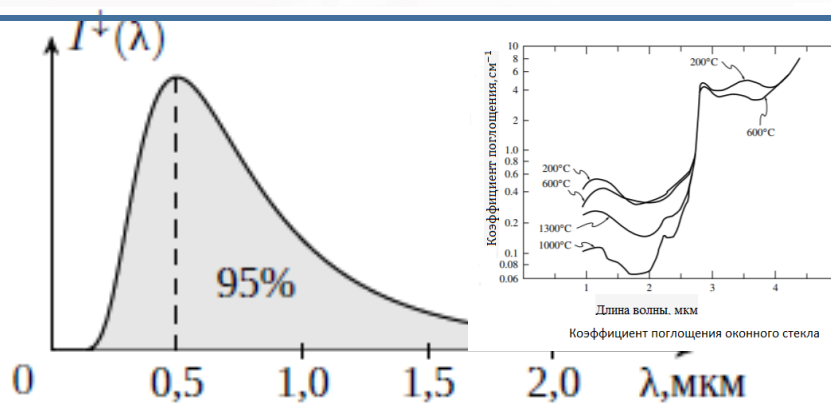 I↓(λ)
95%
0
0,5
1,0
1,5
2,0
λ,мкм
Коэффициент поглощения,см⁻¹
10
8
6
4
2
1.0
0.8
0.6
0.4
0.2
0.1
0.08
0.06
200°C
600°C
200°C
600°C
1300°C
1000°C
1
2
3
4
Длина волны. мкм
Коэффициент поглощения оконного стекла